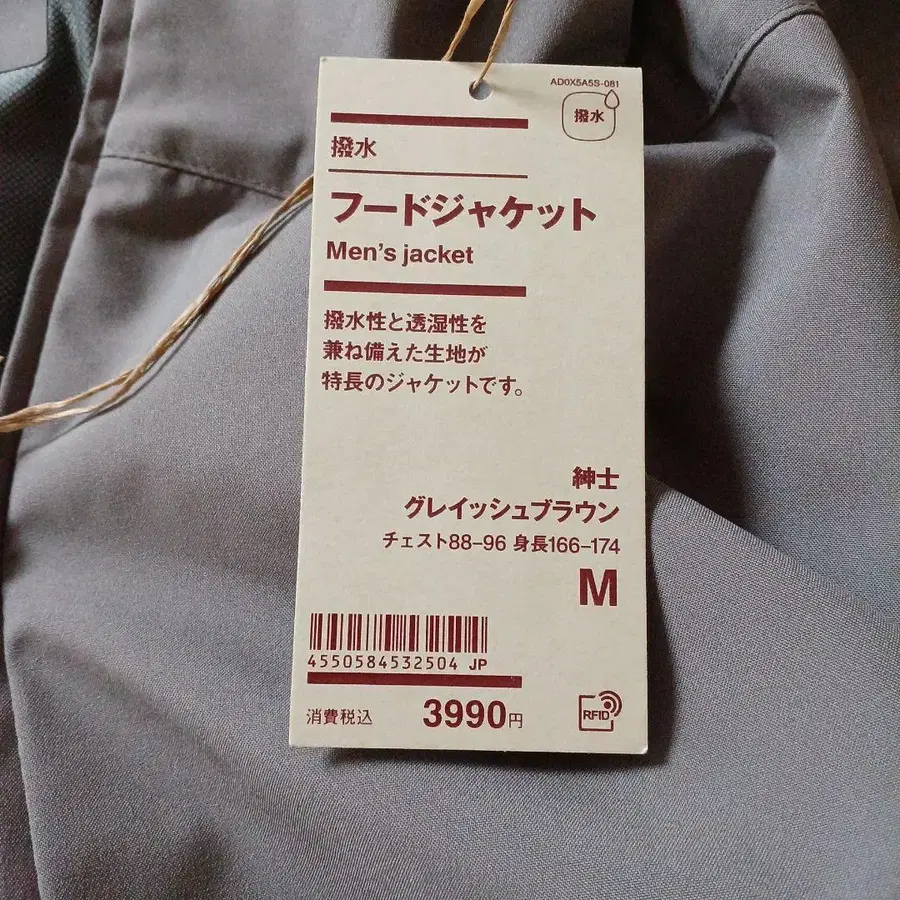 AD0X5A5S-081
撥水
撥水
フードジャケット
Men's jacket
撥水性と透湿性を
兼ね備えた生地が
特長のジャケットです。
紳士
グレイッシュブラウン
チェスト88-96 身長166-174
M
4550584532504 JP
消費税込 3990円
RFID